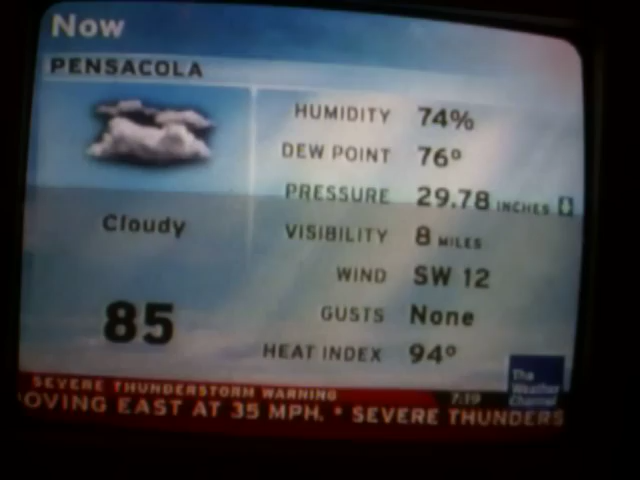 Now
PENSACOLA
HUMIDITY 74%
DEW POINT 76°
PRESSURE 29.78 INCHES
VISIBILITY 8 MILES
WIND SW 12
GUSTS None
HEAT INDEX 94°
Cloudy
85
The
Weather
Channel
SEVERE THUNDERSTORM WARNING 7:19
OVING EAST AT 35 MPH. * SEVERE THUNDERS